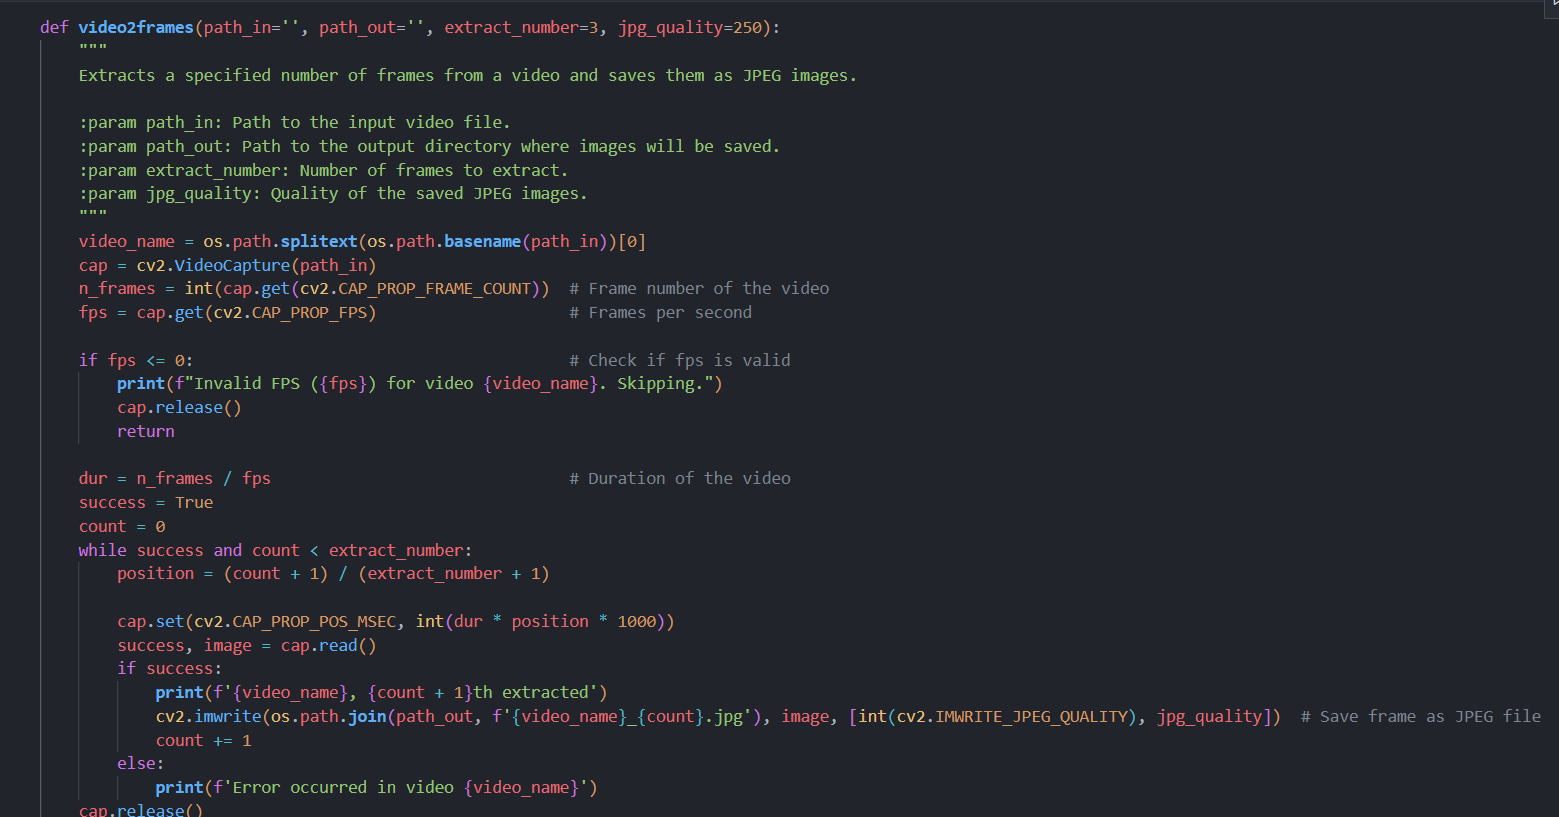 def video2frames(path_in='', path_out='', extract_number=3, jpg_quality=250):
    """
    Extracts a specified number of frames from a video and saves them as JPEG images.

    :param path_in: Path to the input video file.
    :param path_out: Path to the output directory where images will be saved.
    :param extract_number: Number of frames to extract.
    :param jpg_quality: Quality of the saved JPEG images.
    """
    video_name = os.path.splitext(os.path.basename(path_in))[0]
    cap = cv2.VideoCapture(path_in)
    n_frames = int(cap.get(cv2.CAP_PROP_FRAME_COUNT))  # Frame number of the video
    fps = cap.get(cv2.CAP_PROP_FPS)                    # Frames per second

    if fps <= 0:                                       # Check if fps is valid
        print(f"Invalid FPS ({fps}) for video {video_name}. Skipping.")
        cap.release()
        return

    dur = n_frames / fps                               # Duration of the video
    success = True
    count = 0
    while success and count < extract_number:
        position = (count + 1) / (extract_number + 1)

        cap.set(cv2.CAP_PROP_POS_MSEC, int(dur * position * 1000))
        success, image = cap.read()
        if success:
            print(f'{video_name}, {count + 1}th extracted')
            cv2.imwrite(os.path.join(path_out, f'{video_name}_{count}.jpg'), image, [int(cv2.IMWRITE_JPEG_QUALITY), jpg_quality])  # Save frame as JPEG file
            count += 1
        else:
            print(f'Error occurred in video {video_name}')
    cap.release()